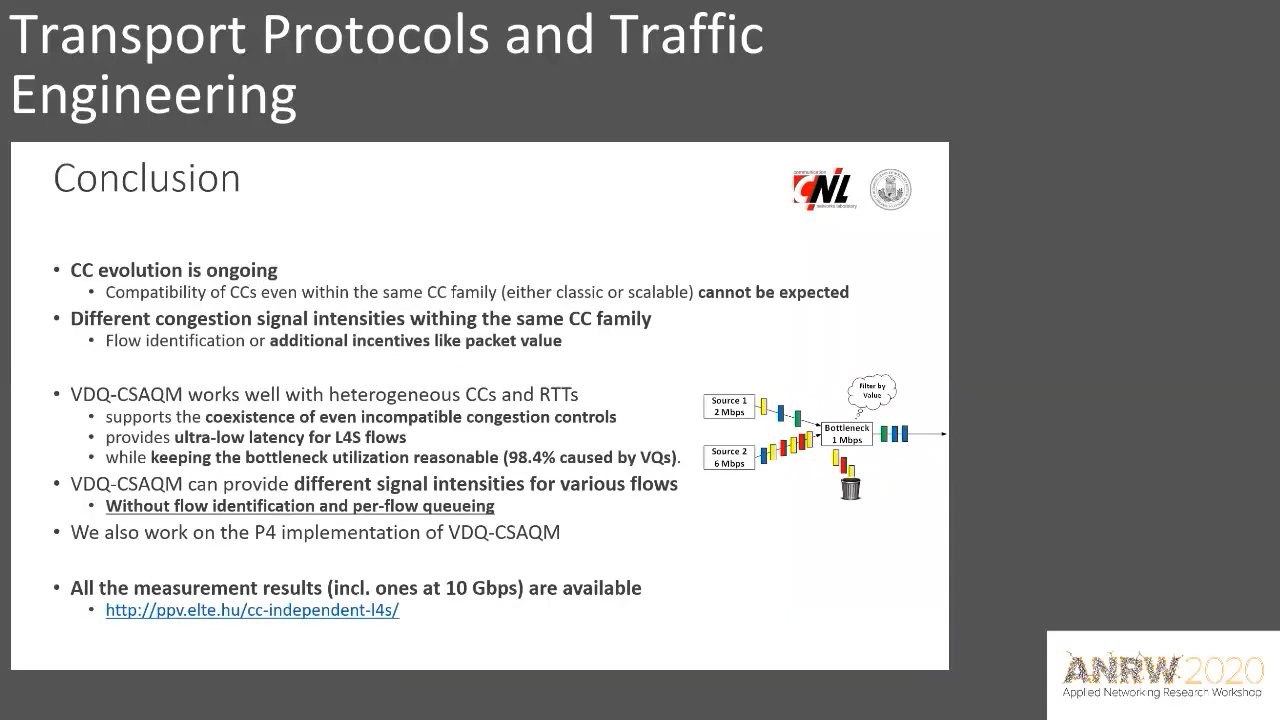 Transport Protocols and Traffic
Engineering
Conclusion
communication
CNL
networks laboratory
• CC evolution is ongoing
• Compatibility of CCs even within the same CC family (either classic or scalable) cannot be expected
• Different congestion signal intensities withing the same CC family
• Flow identification or additional incentives like packet value
• VDQ-CSAQM works well with heterogeneous CCs and RTTs
• supports the coexistence of even incompatible congestion controls
• provides ultra-low latency for L4S flows
• while keeping the bottleneck utilization reasonable (98.4% caused by VQs).
• VDQ-CSAQM can provide different signal intensities for various flows
• Without flow identification and per-flow queueing
• We also work on the P4 implementation of VDQ-CSAQM
• All the measurement results (incl. ones at 10 Gbps) are available
• http://ppv.elte.hu/cc-independent-l4s/
Filter by
Value
Source 1
2 Mbps
Bottleneck
1 Mbps
Source 2
6 Mbps
ANRW2020
Applied Networking Research Workshop